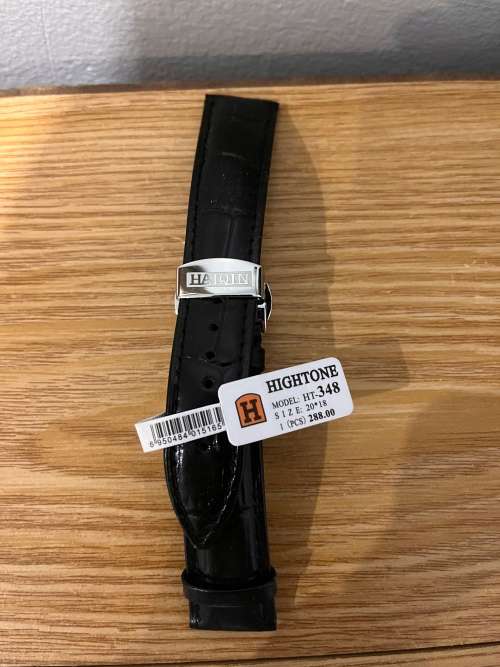 HAIQIN
HIGHTONE
H
MODEL: HT-348
SIZE: 20*18
1 (PCS) 288.00
6 950484 015165